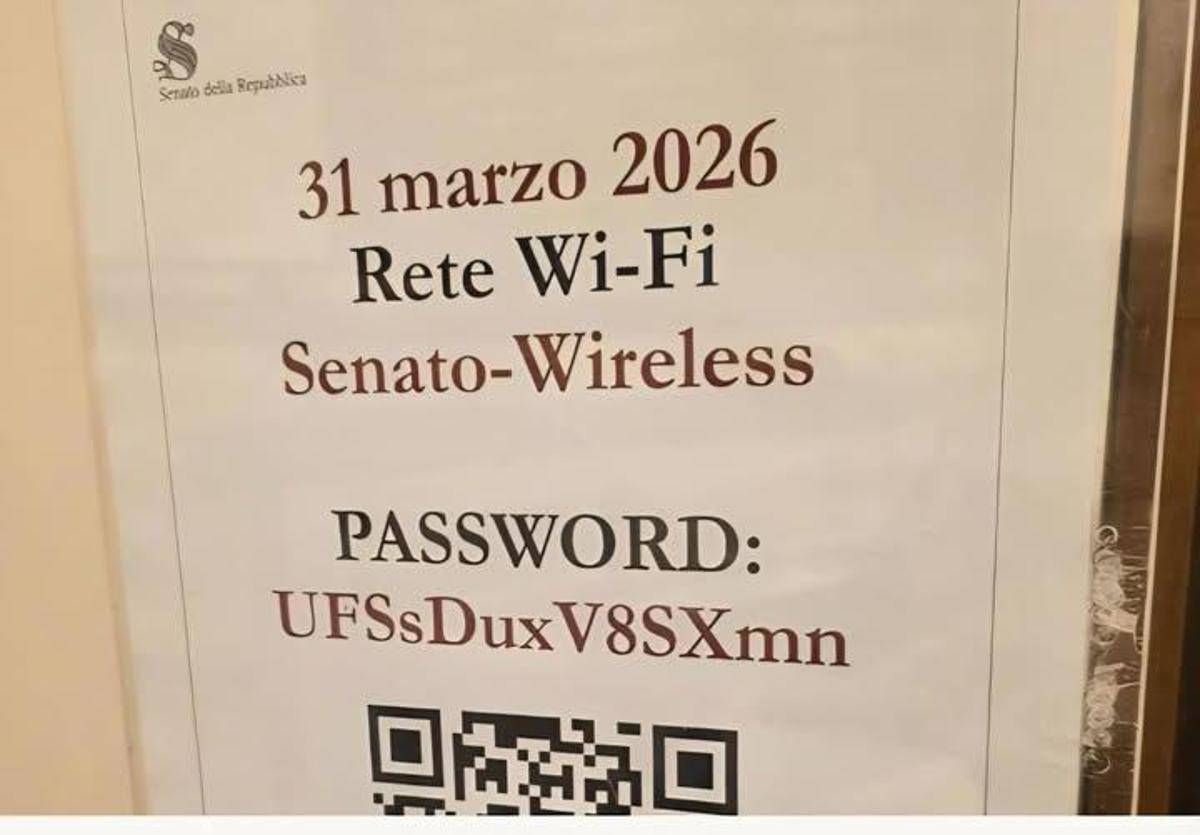 Senato della Repubblica
31 marzo 2026
Rete Wi-Fi
Senato-Wireless
PASSWORD:
UFSsDuxV8SXmn